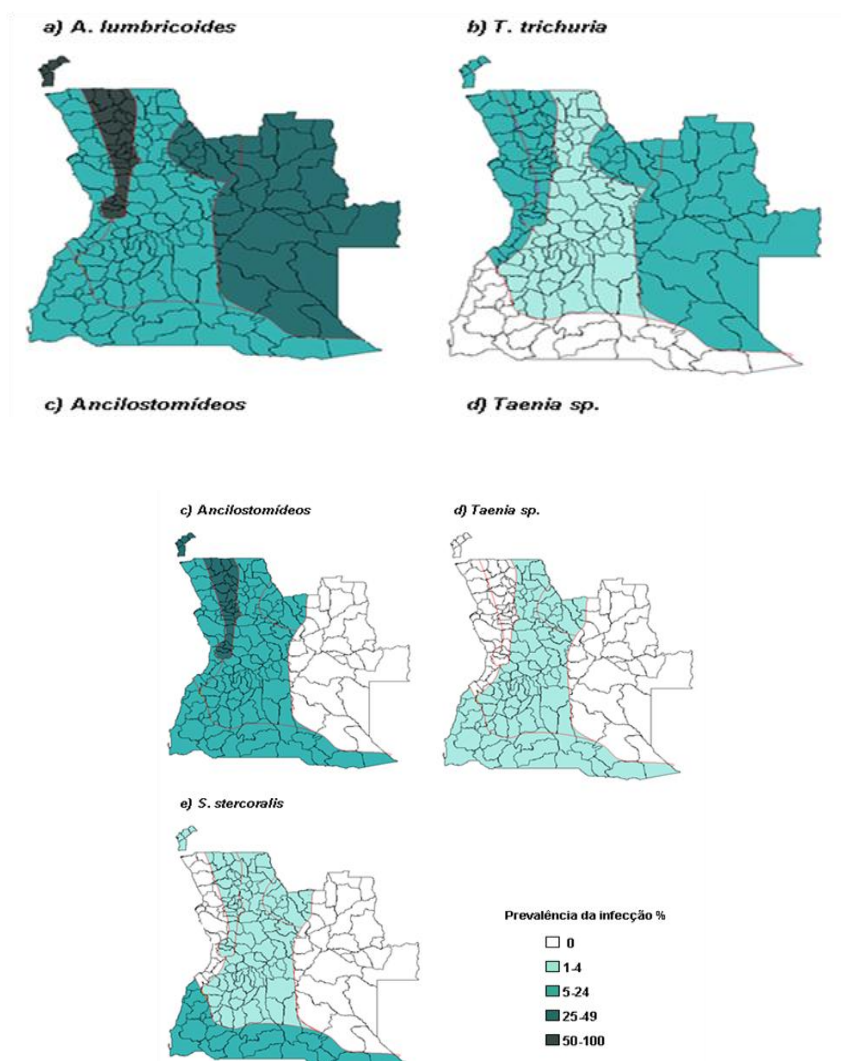 a) A. lumbricoides
b) T. trichuria
c) Ancilostomídeos
d) Taenia sp.
c) Ancilostomídeos
d) Taenia sp.
e) S. stercoralis
Prevalência da infecção %
0
1-4
5-24
25-49
50-100